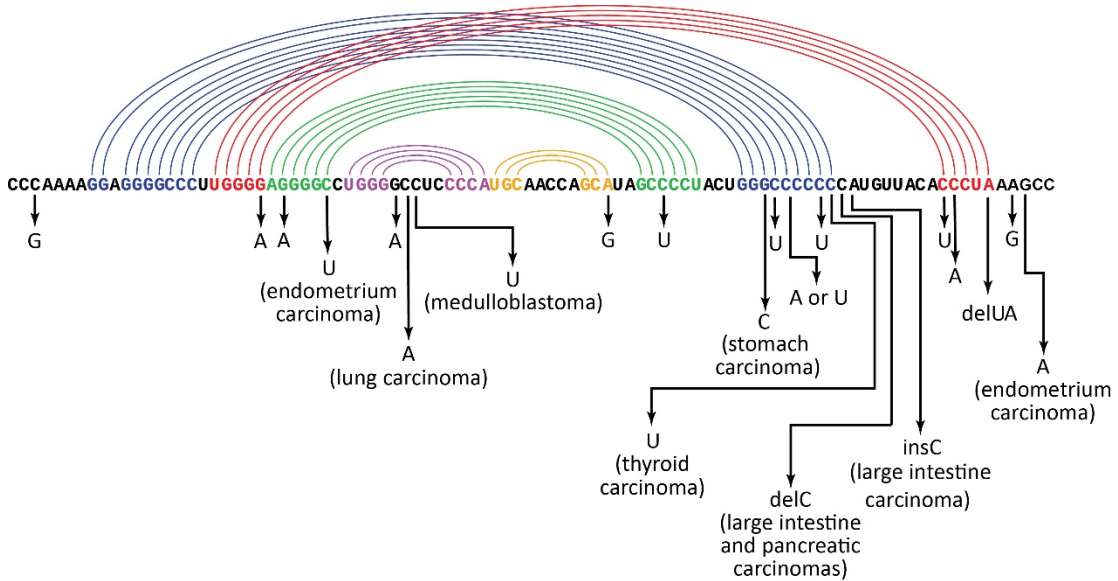 CCCAAAAGGAGGGGCCCUUGGGGAGGGGCCUGGGGCCUCCCCAUGCAACCAGCAUAGCCCCUACUGGGCCCCCCCAUGUUACACCCUAAAGCC
G
A
A
U
(endometrium
carcinoma)
A
A
(lung carcinoma)
U
(medulloblastoma)
G
U
C
(stomach
carcinoma)
U
A or U
U
U
(thyroid
carcinoma)
delC
(large intestine
and pancreatic
carcinomas)
insC
(large intestine
carcinoma)
U
A
delUA
G
A
(endometrium
carcinoma)